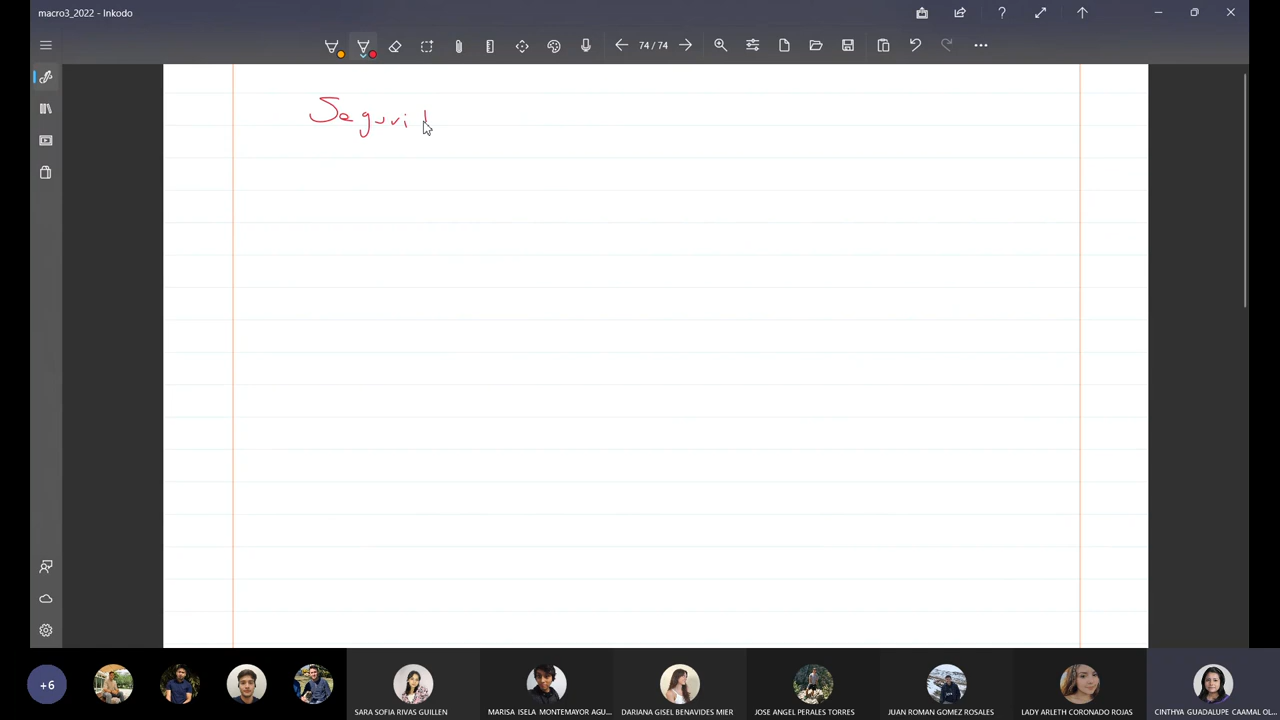 macro3_2022 - Inkodo
74 / 74
Seguri
+6
SARA SOFIA RIVAS GUILLEN
MARISA ISELA MONTEMAYOR AGU...
DARIANA GISEL BENAVIDES MIER
JOSE ANGEL PERALES TORRES
JUAN ROMAN GOMEZ ROSALES
LADY ARLETH CORONADO ROJAS
CINTHYA GUADALUPE CAAMAL OL...